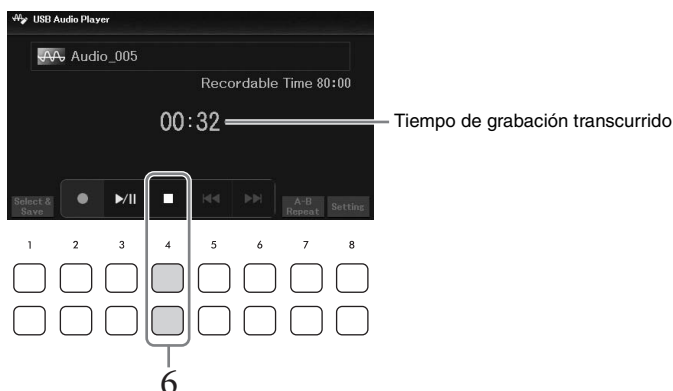 USB Audio Player
Audio_005
Recordable Time 80:00
00:32
Tiempo de grabación transcurrido
Select & Save
A-B Repeat
Setting
1 2 3 4 5 6 7 8
6